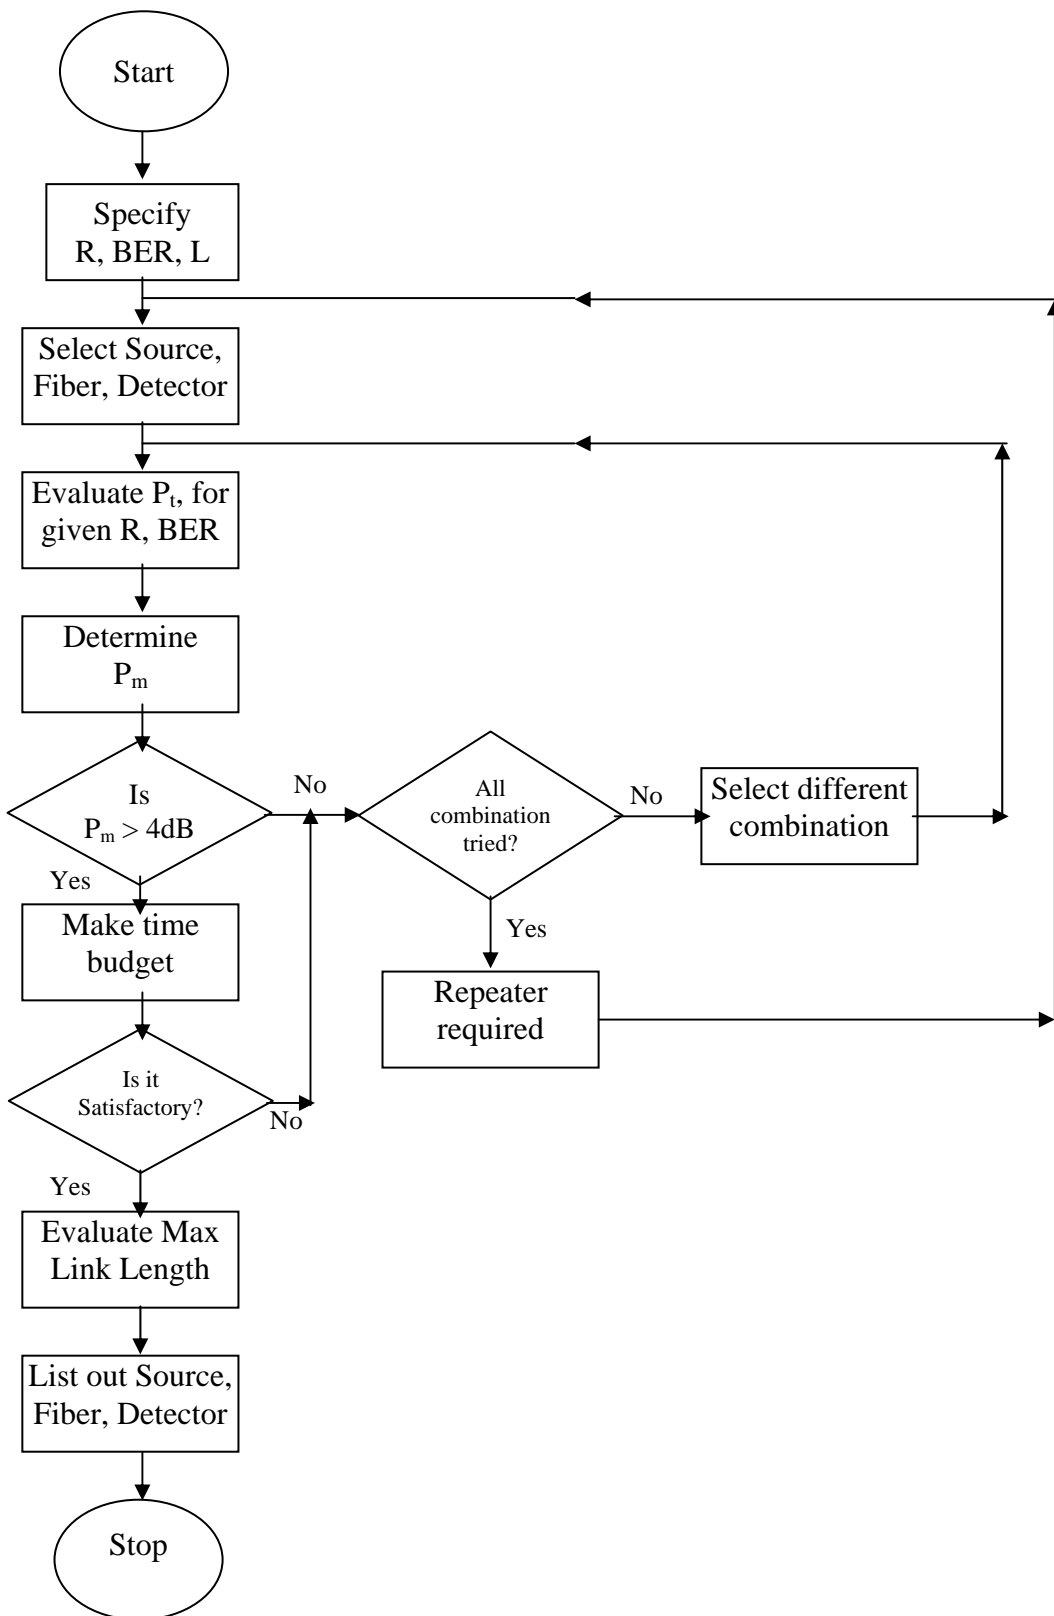 Start
Specify
R, BER, L
Select Source,
Fiber, Detector
Evaluate Pt, for
given R, BER
Determine
Pm
Is
Pm > 4dB
No
All
combination
tried?
No
Select different
combination
Yes
Yes
Make time
budget
Repeater
required
Is it
Satisfactory?
No
Yes
Evaluate Max
Link Length
List out Source,
Fiber, Detector
Stop